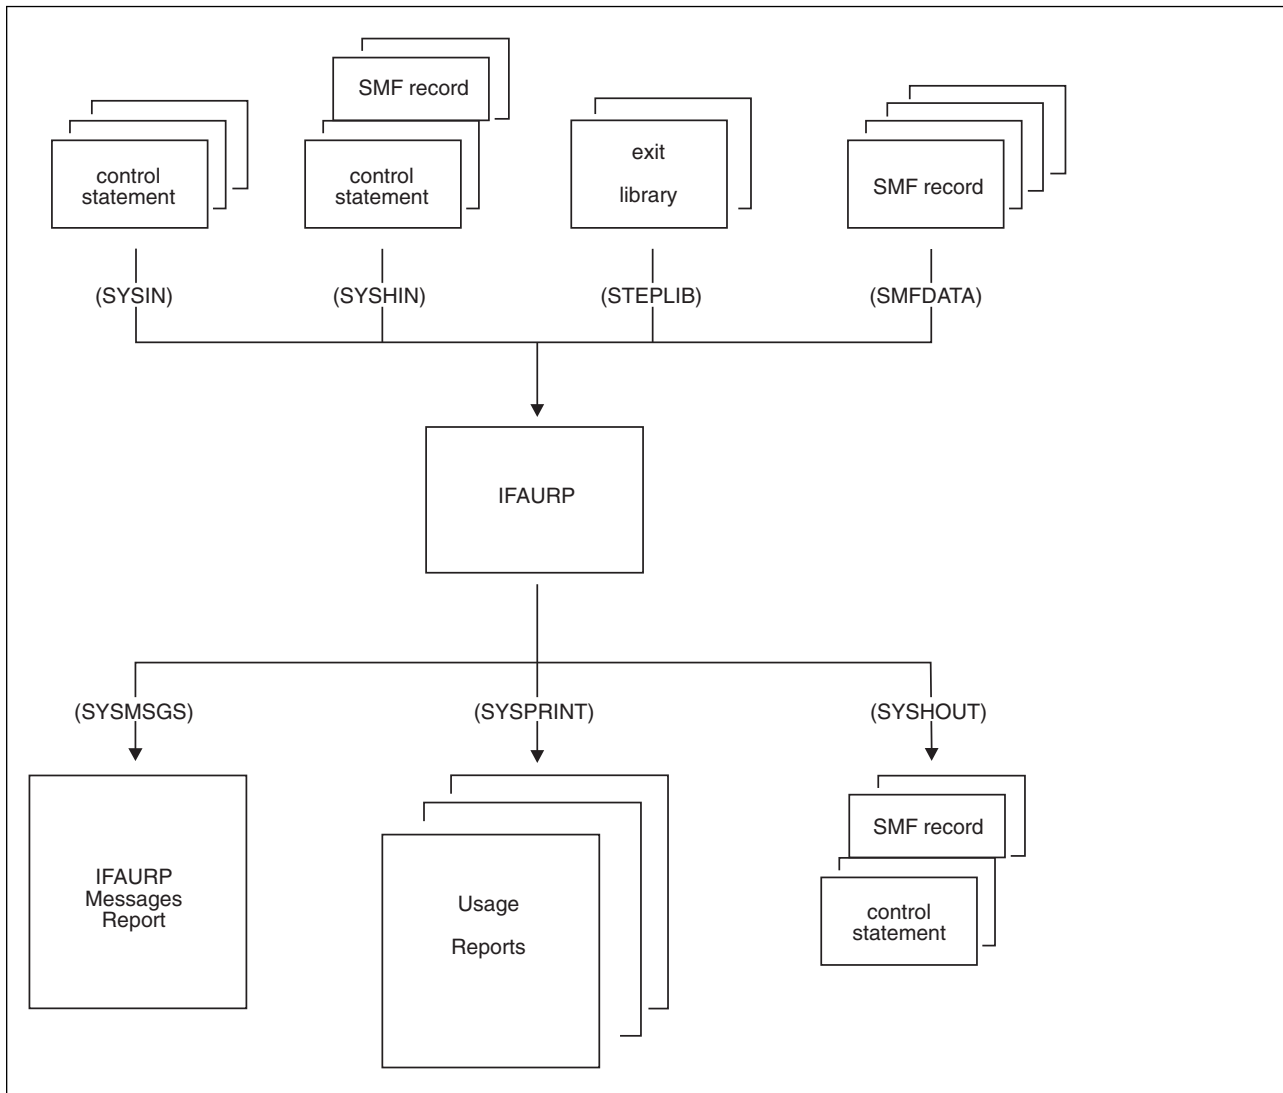 SMF record
control
statement
control
statement
exit
library
SMF record
(SYSIN)
(SYSHIN)
(STEPLIB)
(SMFDATA)
IFAURP
(SYSMSGS)
(SYSPRINT)
(SYSHOUT)
IFAURP
Messages
Report
Usage
Reports
SMF record
control
statement